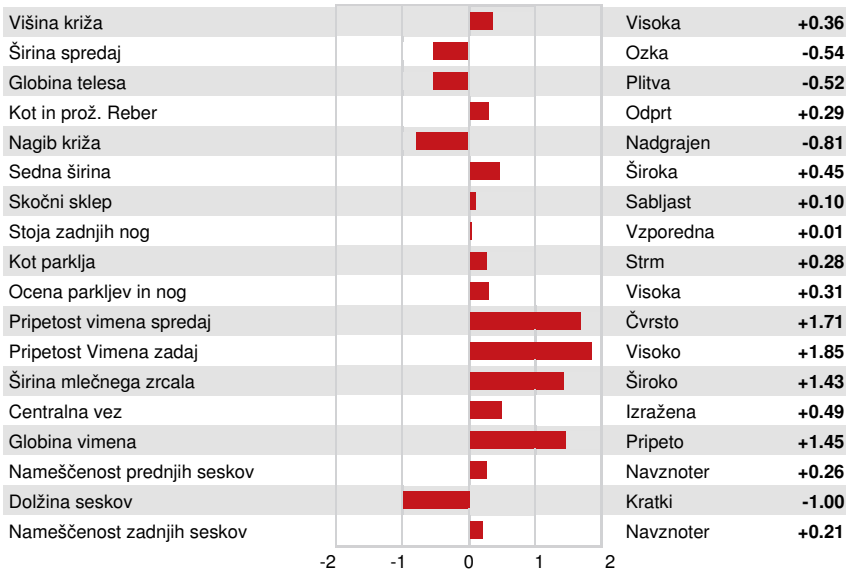 Višina križa Visoka +0.36
Širina spredaj Ozka -0.54
Globina telesa Plitva -0.52
Kot in prož. Reber Odprt +0.29
Nagib križa Nadgrajen -0.81
Sedna širina Široka +0.45
Skočni sklep Sabljast +0.10
Stoja zadnjih nog Vzporedna +0.01
Kot parklja Strm +0.28
Ocena parkljev in nog Visoka +0.31
Pripetost vimena spredaj Čvrsto +1.71
Pripetost Vimena zadaj Visoko +1.85
Širina mlečnega zrcala Široko +1.43
Centralna vez Izražena +0.49
Globina vimena Pripeto +1.45
Nameščenost prednjih seskov Navznoter +0.26
Dolžina seskov Kratki -1.00
Nameščenost zadnjih seskov Navznoter +0.21
-2 -1 0 1 2